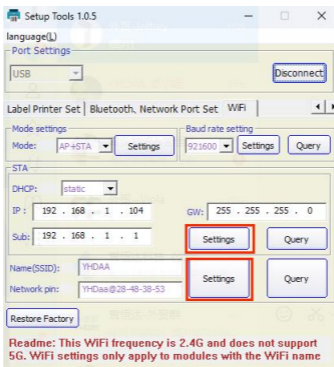 Setup Tools 1.0.5
language(L)
Port Settings
USB
Disconnect
Label Printer Set Bluetooth、Network Port Set WiFi
Mode settings
Baud rate setting
Mode: AP+STA Settings 921600 Settings Query
STA
DHCP: static
IP : 192 . 168 . 1 . 104 GW: 255 . 255 . 255 . 0
Sub: 192 . 168 . 1 . 1 Settings Query
Name(SSID): YHDAA
Settings Query
Network pin: YHDaa@28-48-38-53
Restore Factory
Readme: This WiFi frequency is 2.4G and does not support
5G. WiFi settings only apply to modules with the WiFi name